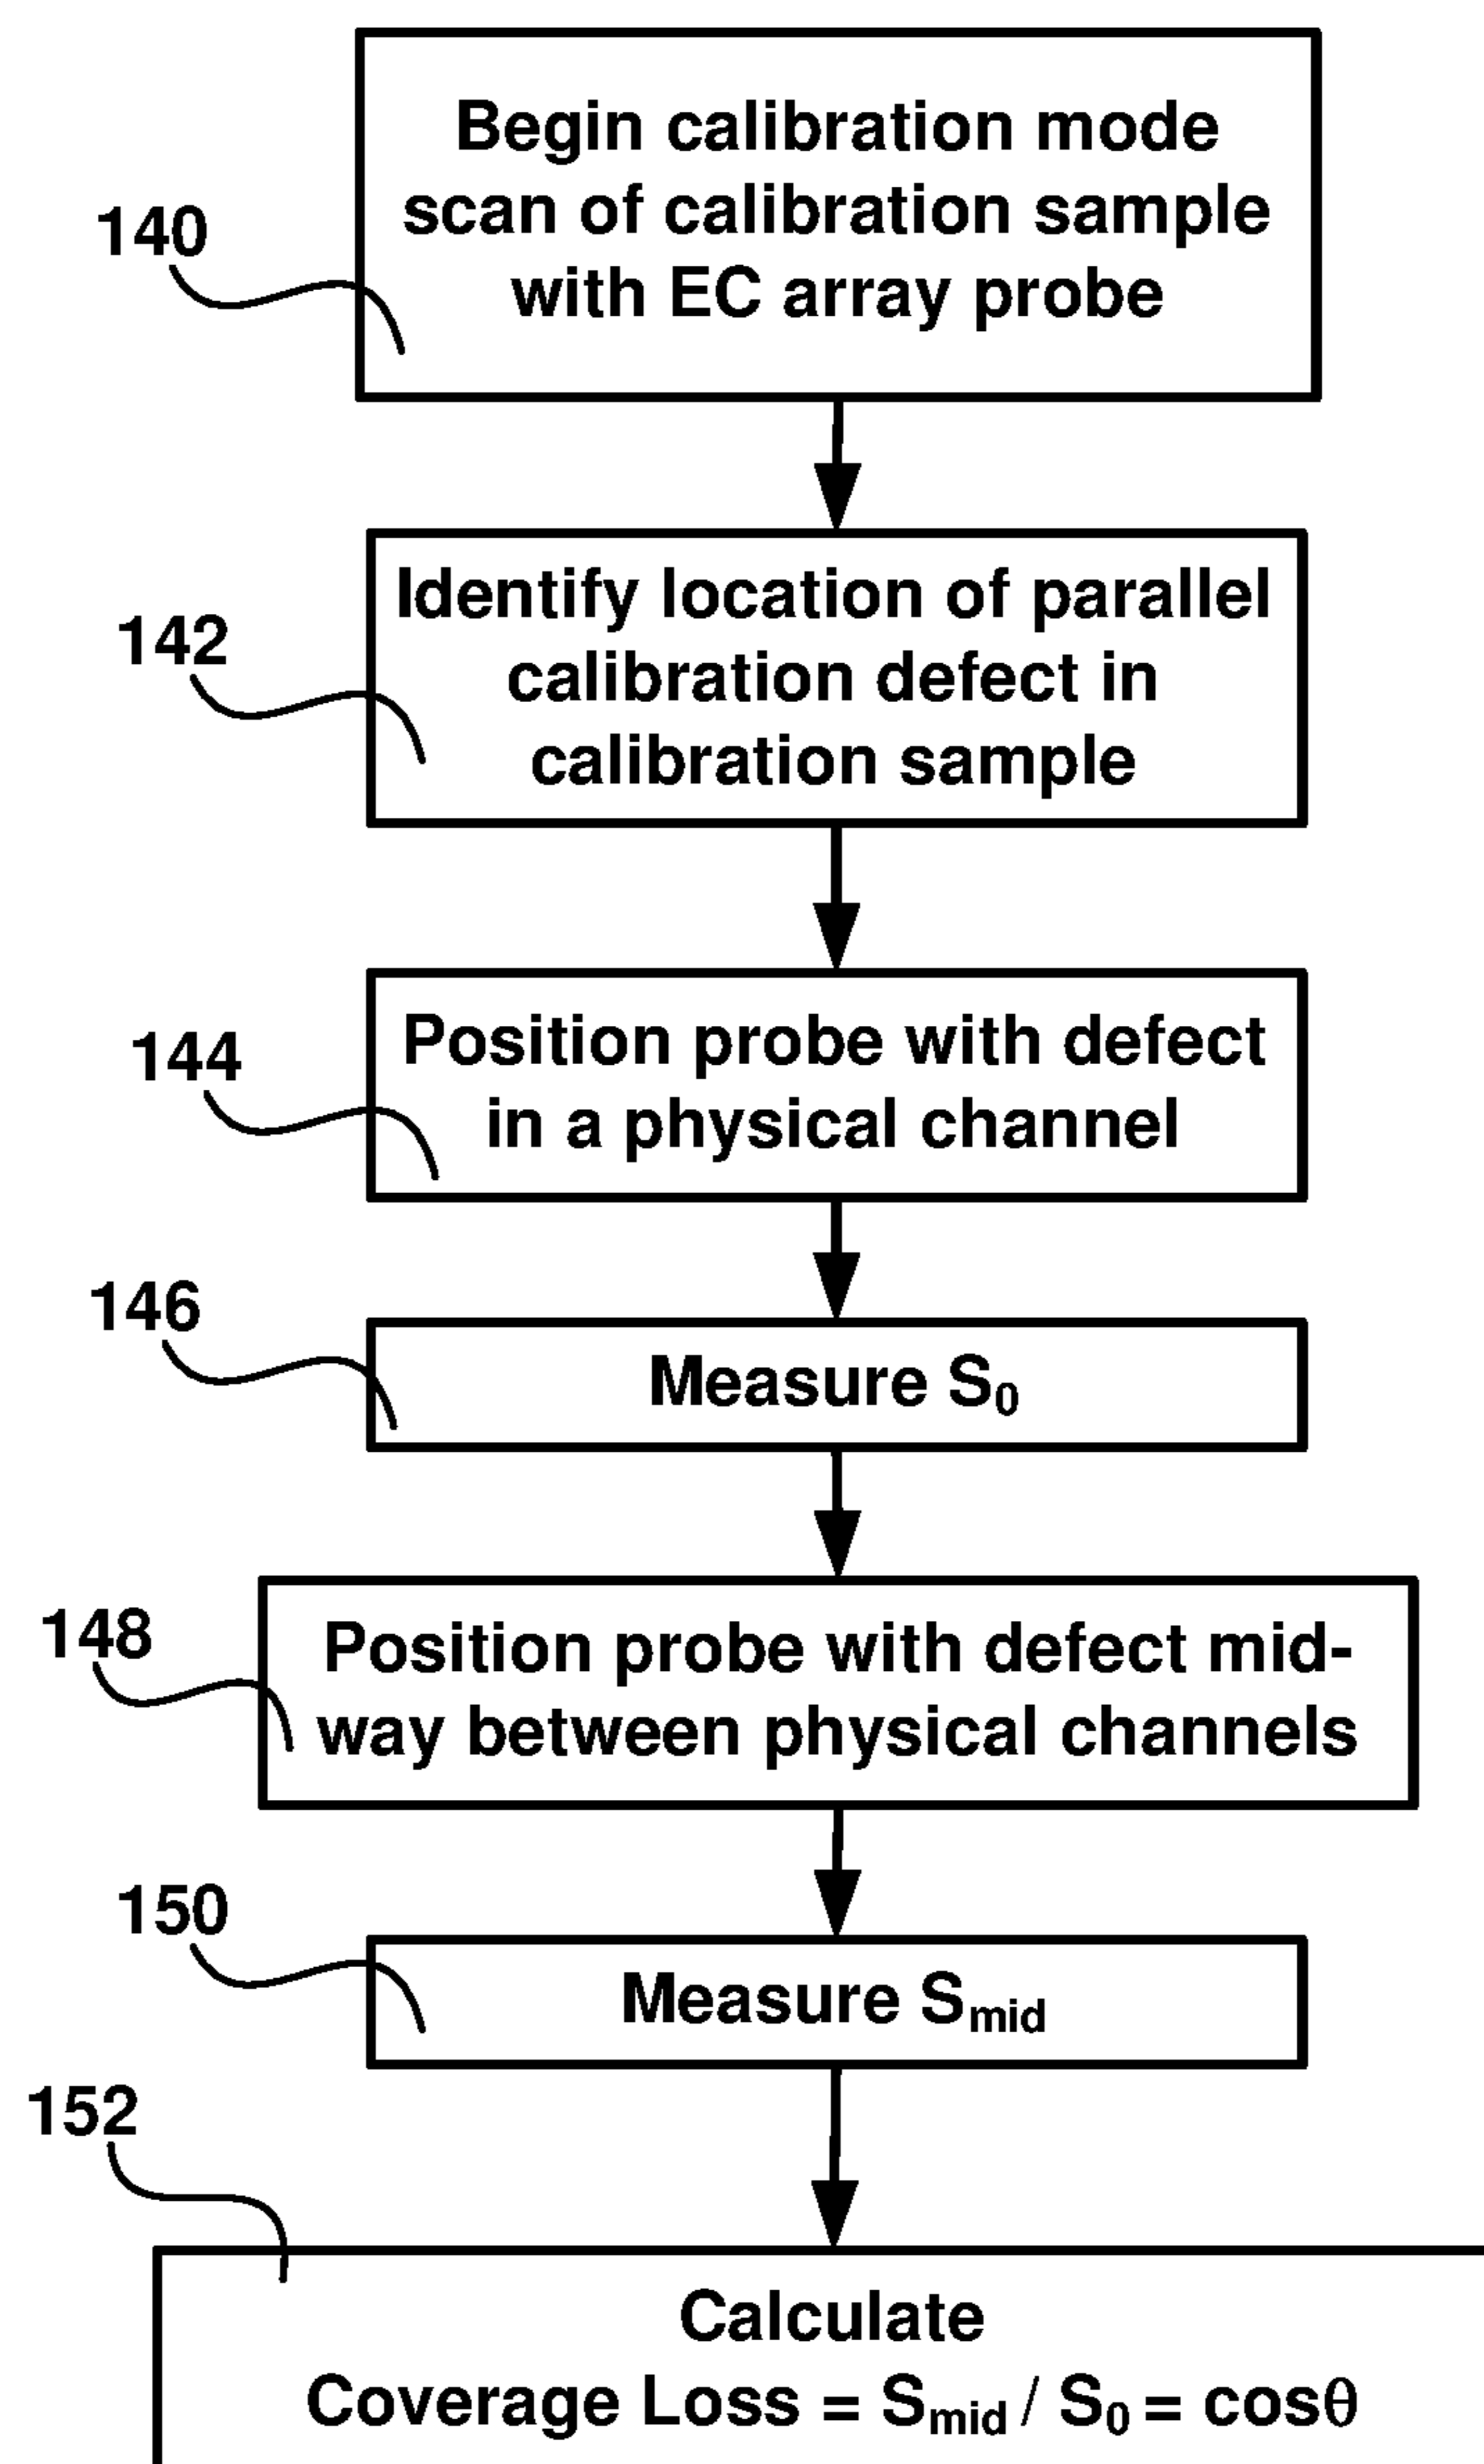 Begin calibration mode
scan of calibration sample
with EC array probe
140
Identify location of parallel
calibration defect in
calibration sample
142
Position probe with defect
in a physical channel
144
146
Measure S₀
148
Position probe with defect mid-
way between physical channels
150
Measure Smid
152
Calculate
Coverage Loss = Smid / S₀ = cosθ